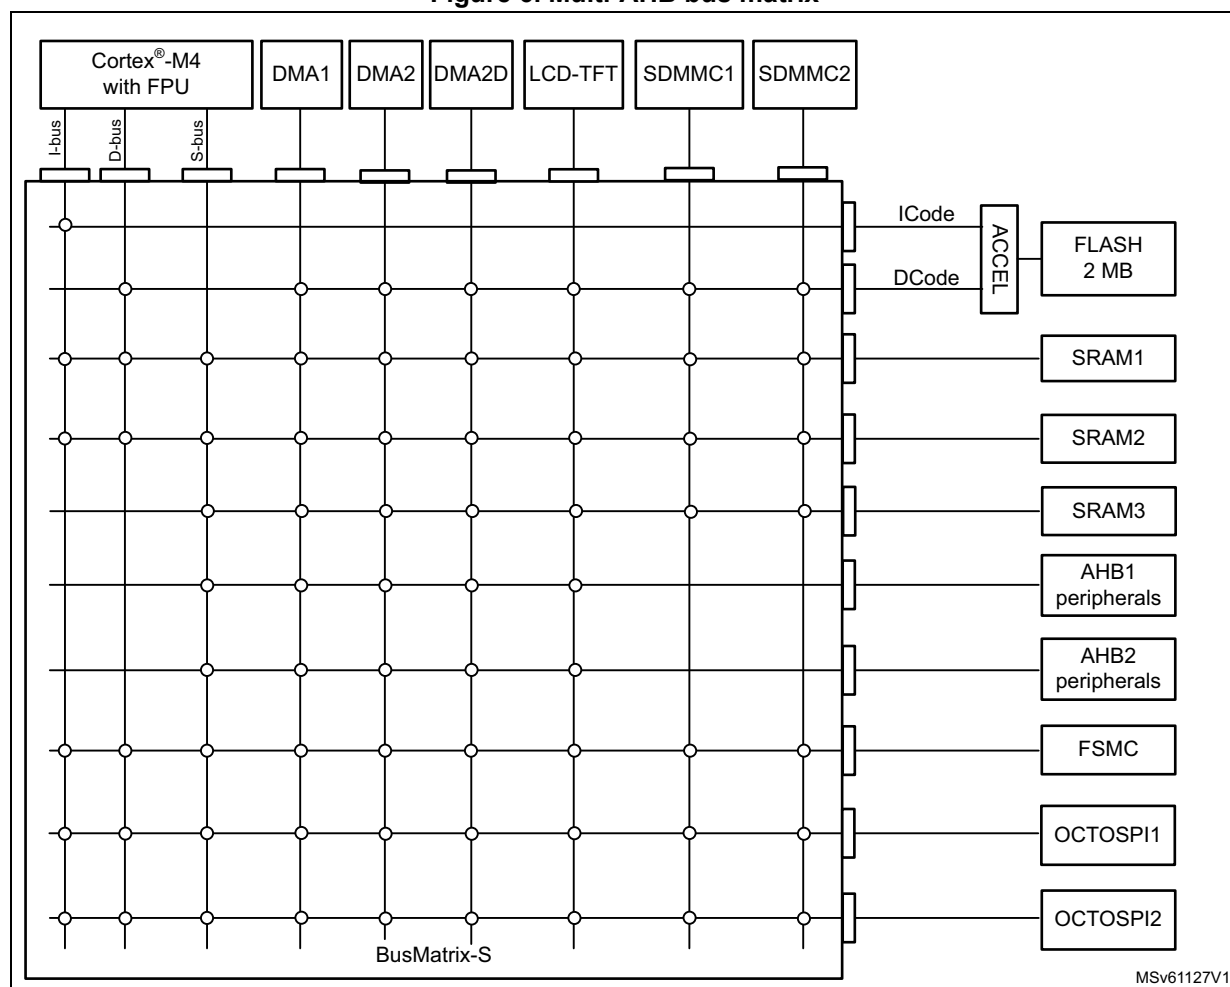 Figure 6. Multi-AHB bus matrix
Cortex®-M4
with FPU
DMA1
DMA2
DMA2D
LCD-TFT
SDMMC1
SDMMC2
I-bus
D-bus
S-bus
ICode
DCode
ACCEL
FLASH
2 MB
SRAM1
SRAM2
SRAM3
AHB1
peripherals
AHB2
peripherals
FSMC
OCTOSPI1
OCTOSPI2
BusMatrix-S
MSv61127V1